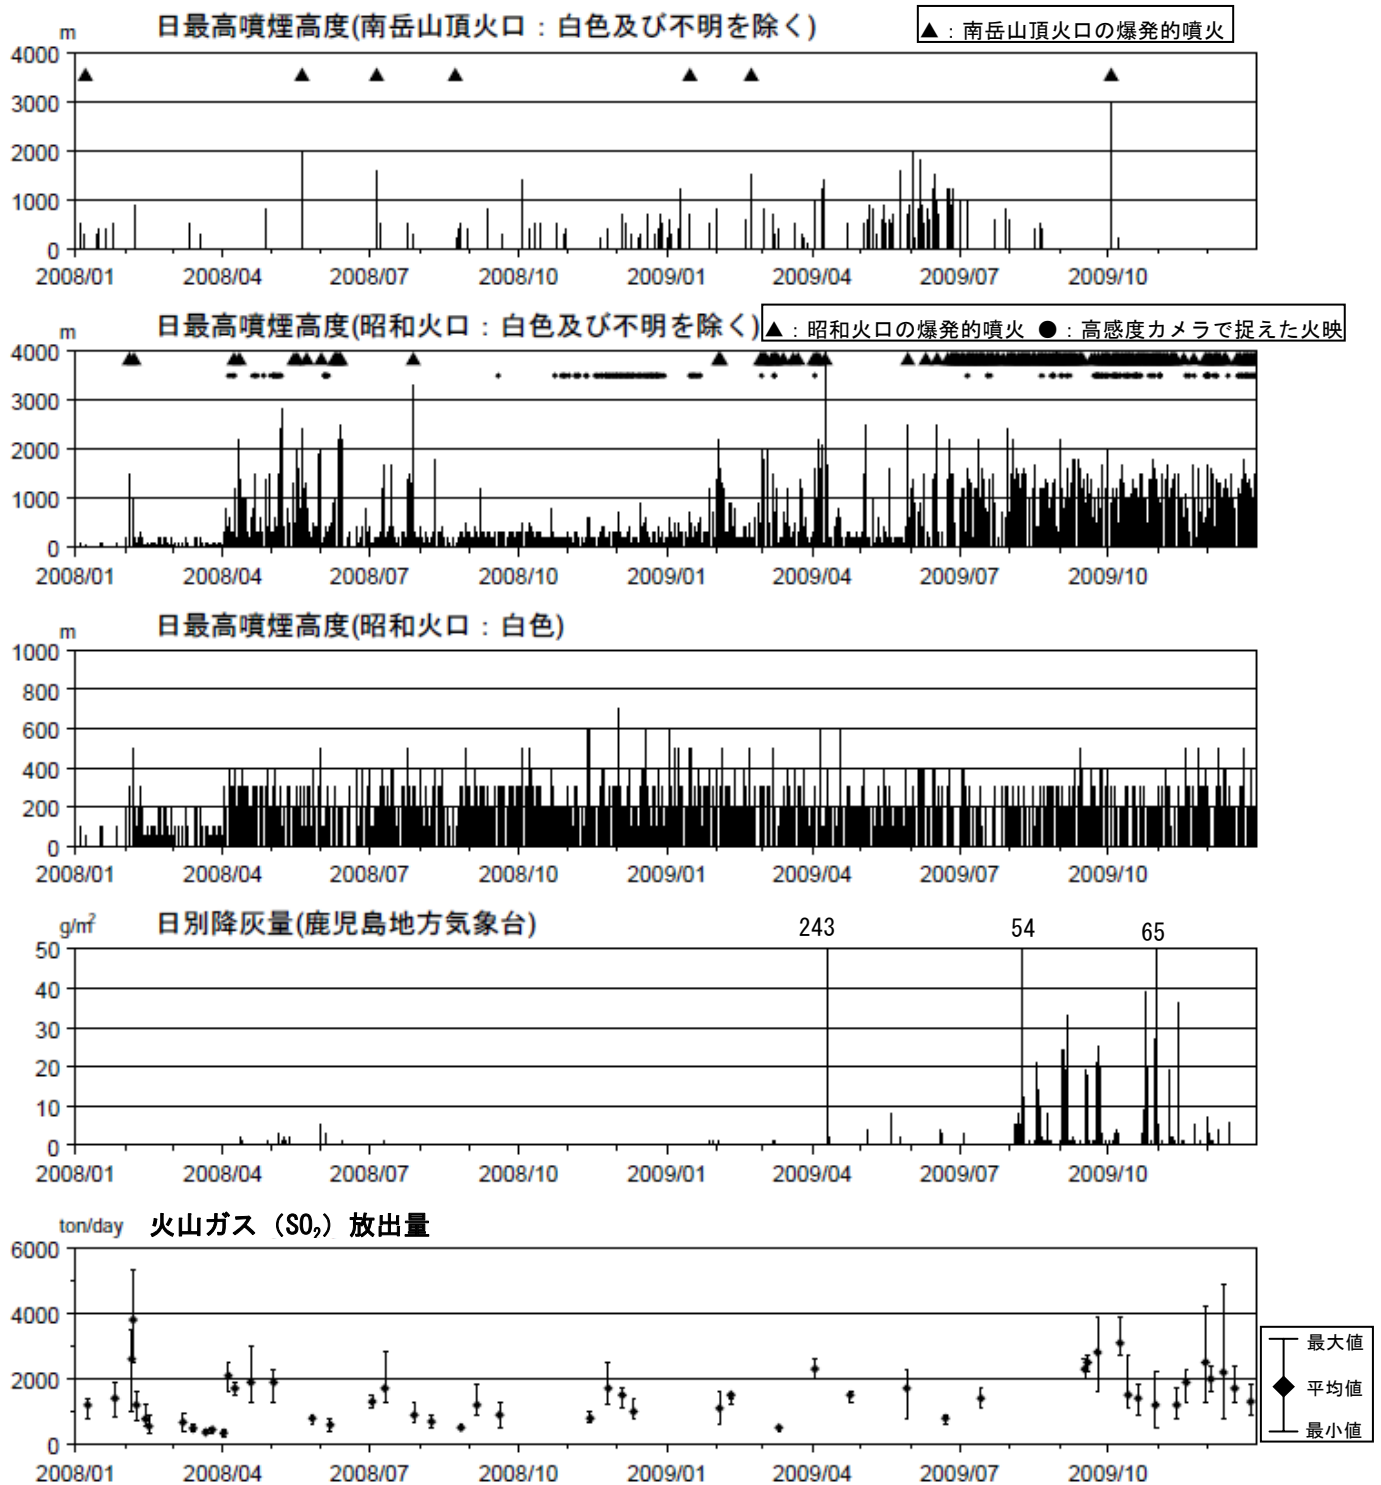 日最高噴煙高度(南岳山頂火口：白色及び不明を除く)
▲：南岳山頂火口の爆発的噴火
m
4000
3000
2000
1000
0
2008/01 2008/04 2008/07 2008/10 2009/01 2009/04 2009/07 2009/10
日最高噴煙高度(昭和火口：白色及び不明を除く)
▲：昭和火口の爆発的噴火 ●：高感度カメラで捉えた火映
m
4000
3000
2000
1000
0
2008/01 2008/04 2008/07 2008/10 2009/01 2009/04 2009/07 2009/10
日最高噴煙高度(昭和火口：白色)
m
1000
800
600
400
200
0
2008/01 2008/04 2008/07 2008/10 2009/01 2009/04 2009/07 2009/10
日別降灰量(鹿児島地方気象台)
g/㎡
243 54 65
50
40
30
20
10
0
2008/01 2008/04 2008/07 2008/10 2009/01 2009/04 2009/07 2009/10
ton/day 火山ガス（SO₂）放出量
6000
4000
2000
0
2008/01 2008/04 2008/07 2008/10 2009/01 2009/04 2009/07 2009/10
最大値
平均値
最小値